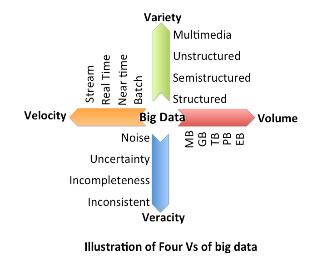 Variety
Multimedia
Unstructured
Semistructured
Structured
Stream
Real Time
Near time
Batch
Velocity
Big Data
Volume
MB
GB
TB
PB
EB
Noise
Uncertainty
Incompleteness
Inconsistent
Veracity
Illustration of Four Vs of big data